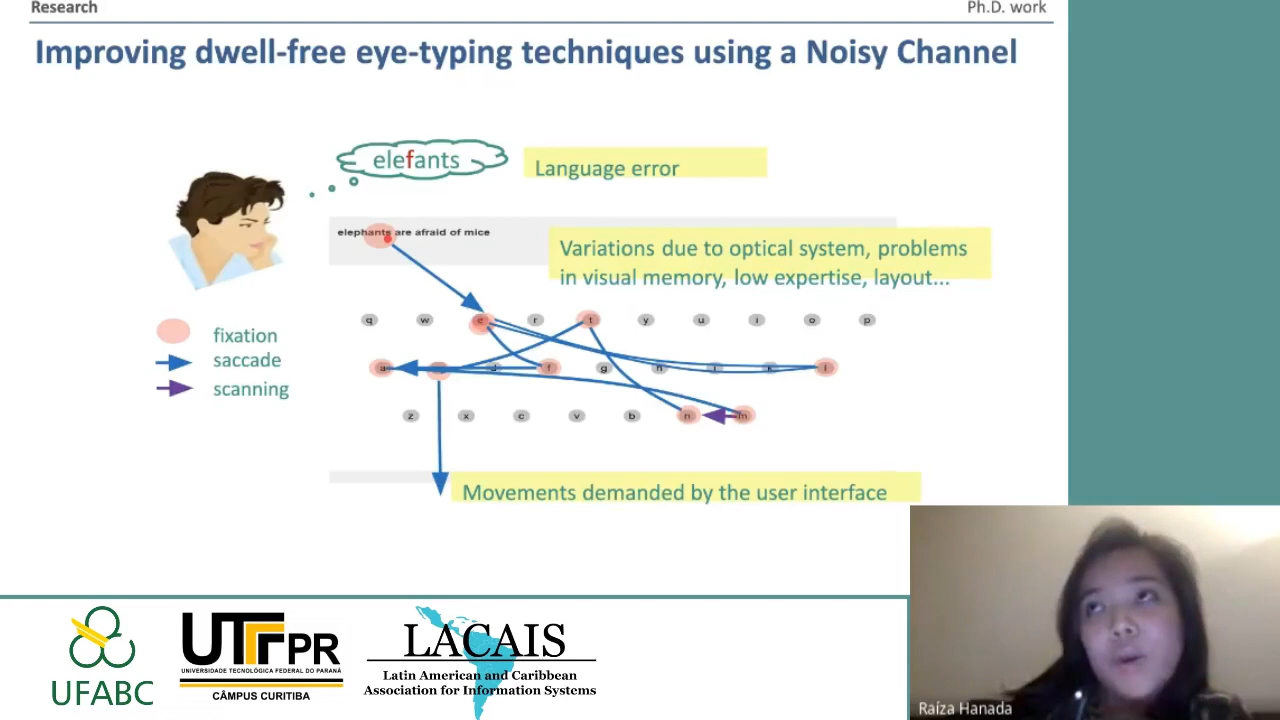 Research
Ph.D. work
Improving dwell-free eye-typing techniques using a Noisy Channel
elefants
Language error
elephants are afraid of mice
Variations due to optical system, problems
in visual memory, low expertise, layout...
q w e r t y u i o p
fixation
saccade
scanning
a f g h l
z x c v b n m
Movements demanded by the user interface
UFABC
UTFPR
UNIVERSIDADE TECNOLÓGICA FEDERAL DO PARANÁ
CÂMPUS CURITIBA
LACAIS
Latin American and Caribbean
Association for Information Systems
Raíza Hanada